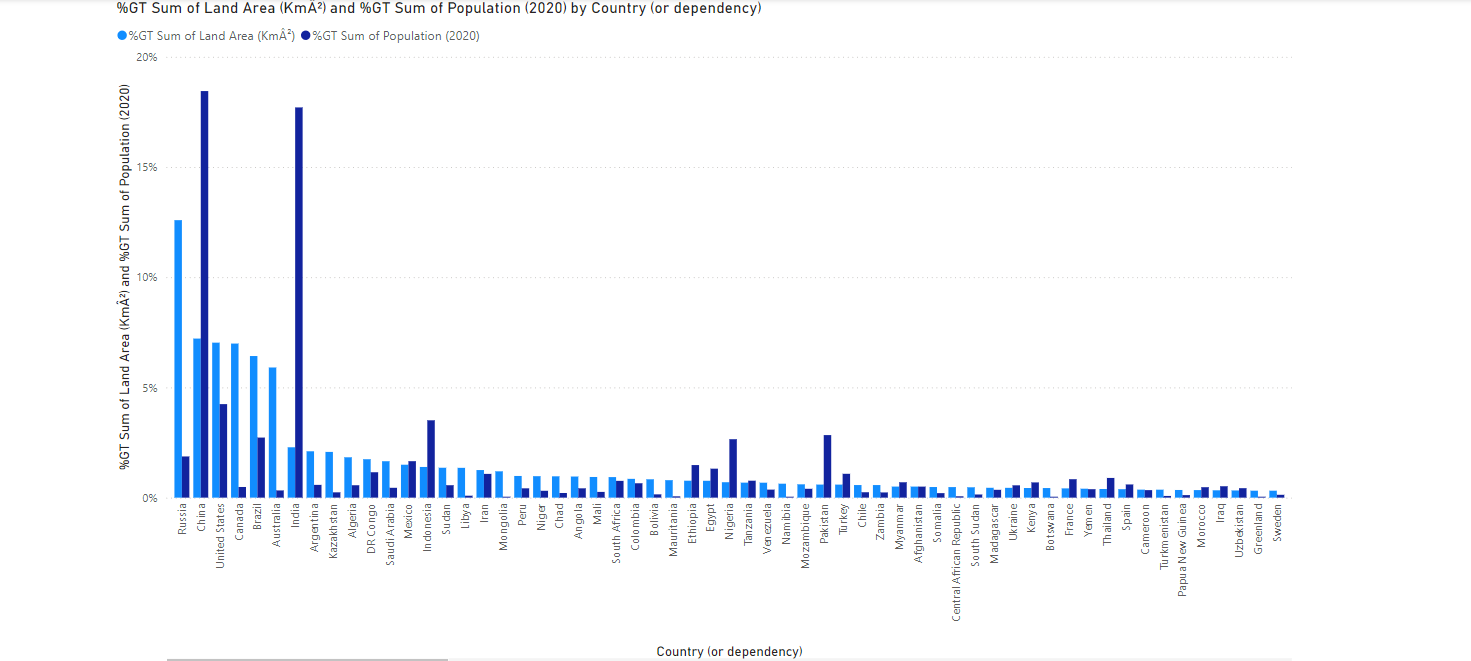 %GT Sum of Land Area (KmÂ²) and %GT Sum of Population (2020) by Country (or dependency)
%GT Sum of Land Area (KmÂ²) %GT Sum of Population (2020)
%GT Sum of Land Area (KmÂ²) and %GT Sum of Population (2020)
20%
15%
10%
5%
0%
Russia
China
United States
Canada
Brazil
Australia
India
Argentina
Kazakhstan
Algeria
DR Congo
Saudi Arabia
Mexico
Indonesia
Sudan
Libya
Iran
Mongolia
Peru
Niger
Chad
Angola
Mali
South Africa
Colombia
Bolivia
Mauritania
Ethiopia
Egypt
Nigeria
Tanzania
Venezuela
Namibia
Mozambique
Pakistan
Turkey
Chile
Zambia
Myanmar
Afghanistan
Somalia
Central African Republic
South Sudan
Madagascar
Ukraine
Kenya
Botswana
France
Yemen
Thailand
Spain
Cameroon
Turkmenistan
Papua New Guinea
Morocco
Iraq
Uzbekistan
Greenland
Sweden
Country (or dependency)